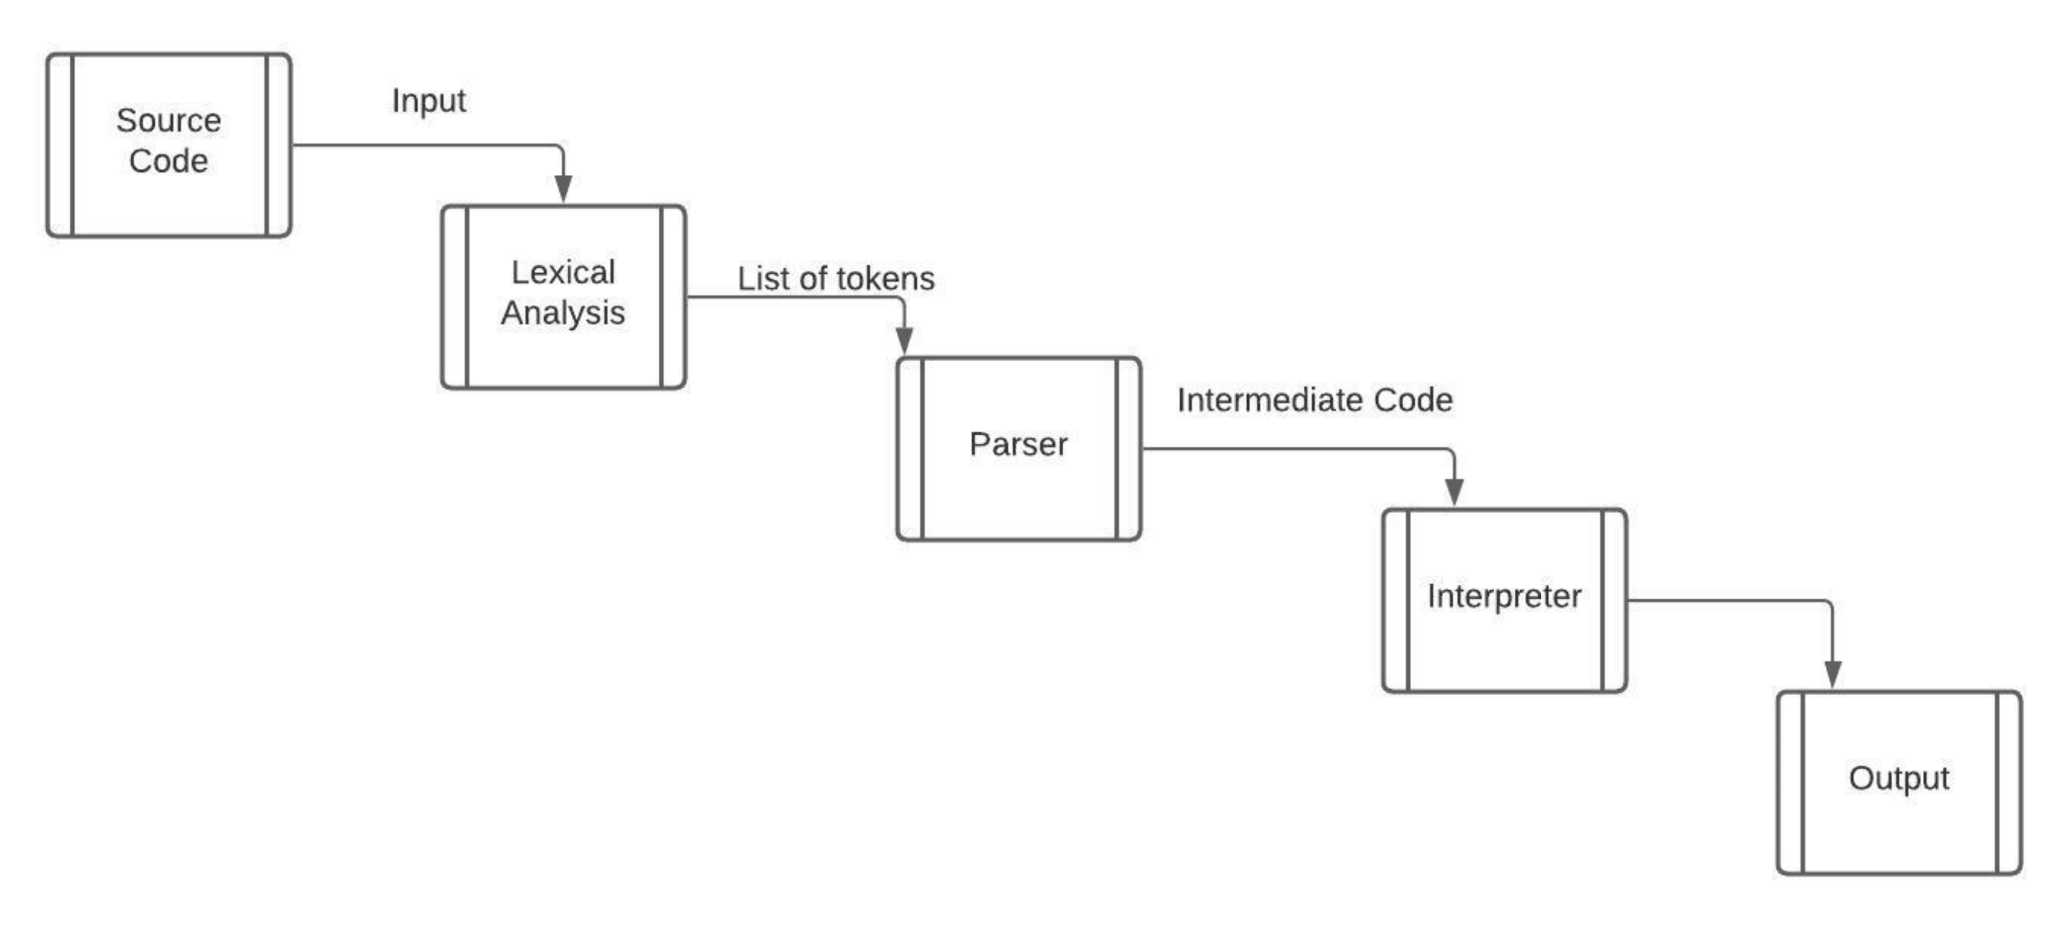 Source
Code
Input
Lexical
Analysis
List of tokens
Parser
Intermediate Code
Interpreter
Output